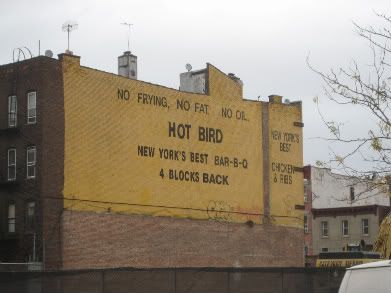 NO FRYING, NO FAT, NO OIL,
HOT BIRD
NEW YORK'S BEST BAR-B-Q
4 BLOCKS BACK
NEW YORK'S
BEST
CHICKEN
& RIBS